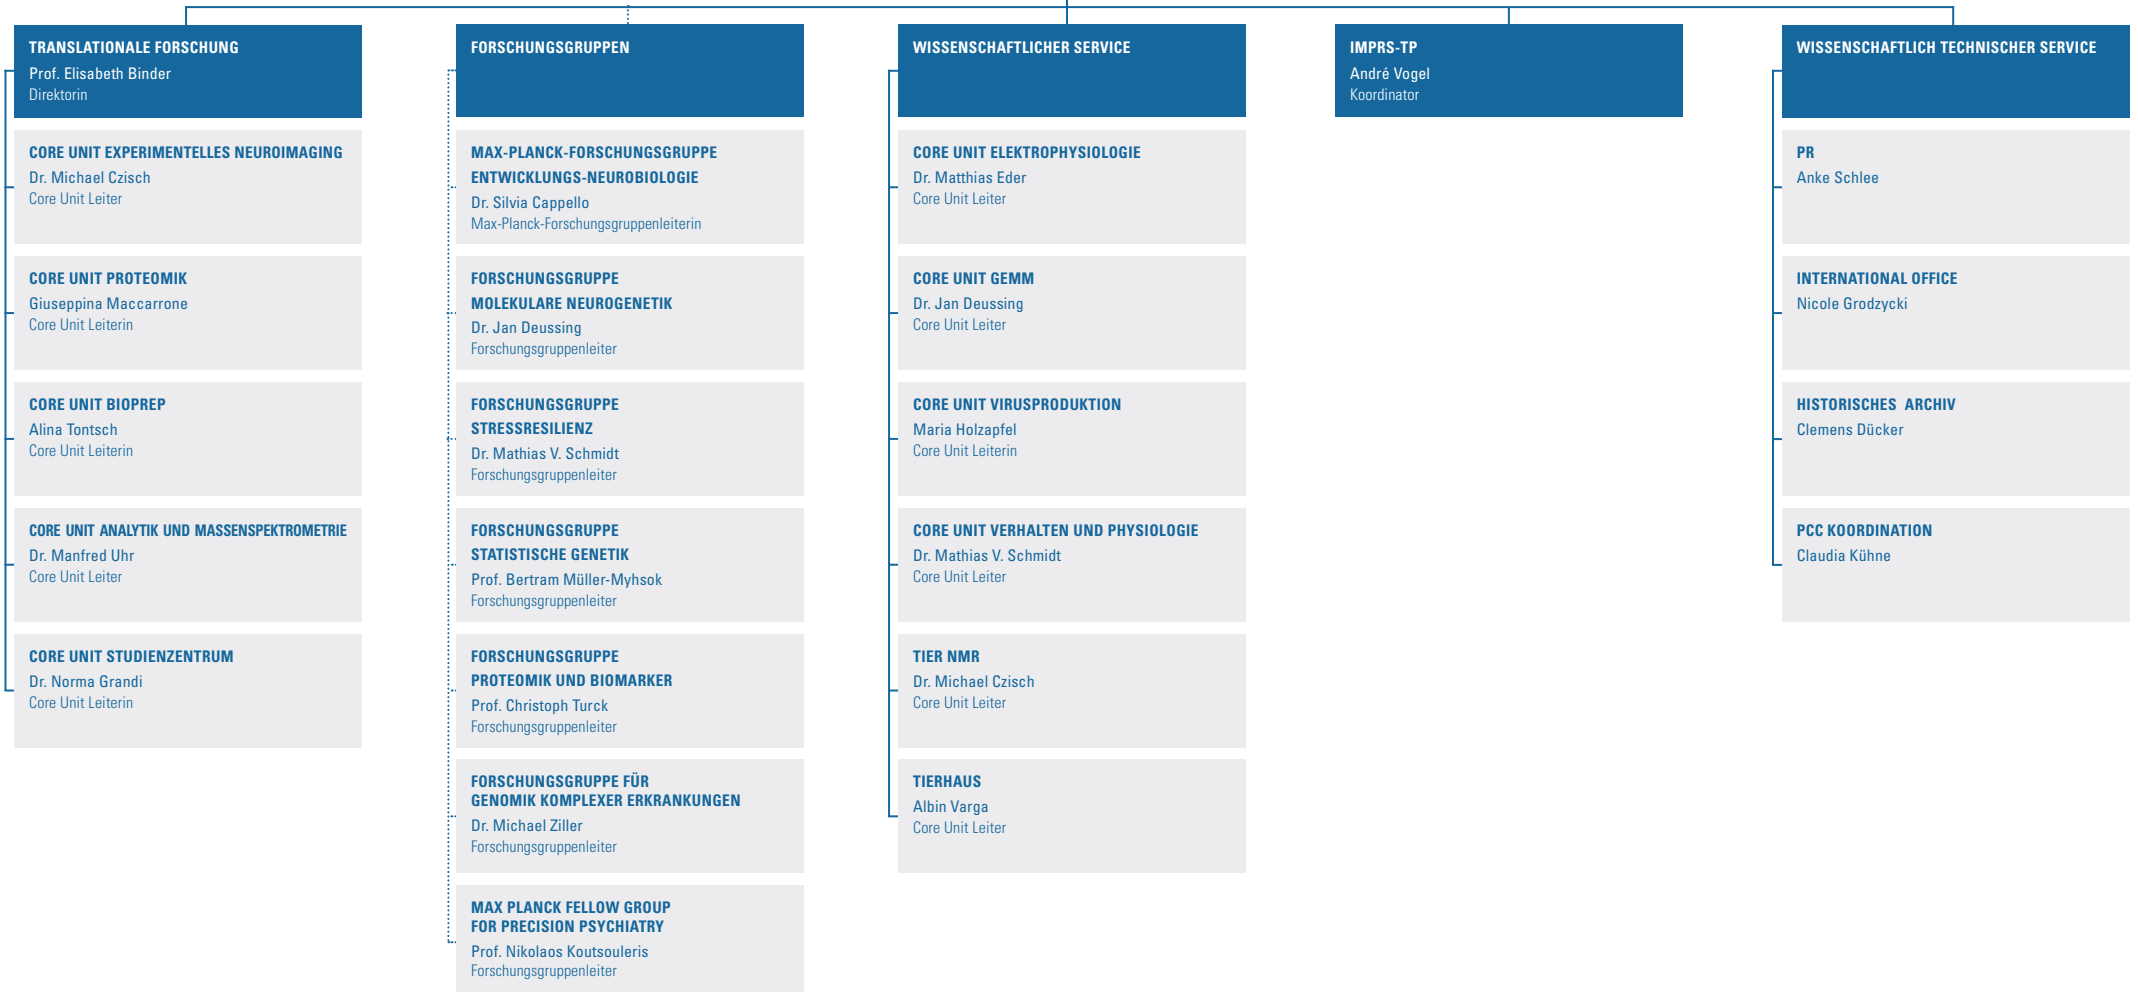 TRANSLATIONALE FORSCHUNG
Prof. Elisabeth Binder
Direktorin
CORE UNIT EXPERIMENTELLES NEUROIMAGING
Dr. Michael Czisch
Core Unit Leiter
CORE UNIT PROTEOMIK
Giuseppina Maccarrone
Core Unit Leiterin
CORE UNIT BIOPREP
Alina Tontsch
Core Unit Leiterin
CORE UNIT ANALYTIK UND MASSENSPEKTROMETRIE
Dr. Manfred Uhr
Core Unit Leiter
CORE UNIT STUDIENZENTRUM
Dr. Norma Grandi
Core Unit Leiterin
FORSCHUNGSGRUPPEN
MAX-PLANCK-FORSCHUNGSGRUPPE
ENTWICKLUNGS-NEUROBIOLOGIE
Dr. Silvia Cappello
Max-Planck-Forschungsgruppenleiterin
FORSCHUNGSGRUPPE
MOLEKULARE NEUROGENETIK
Dr. Jan Deussing
Forschungsgruppenleiter
FORSCHUNGSGRUPPE
STRESSRESILIENZ
Dr. Mathias V. Schmidt
Forschungsgruppenleiter
FORSCHUNGSGRUPPE
STATISTISCHE GENETIK
Prof. Bertram Müller-Myhsok
Forschungsgruppenleiter
FORSCHUNGSGRUPPE
PROTEOMIK UND BIOMARKER
Prof. Christoph Turck
Forschungsgruppenleiter
FORSCHUNGSGRUPPE FÜR
GENOMIK KOMPLEXER ERKRANKUNGEN
Dr. Michael Ziller
Forschungsgruppenleiter
MAX PLANCK FELLOW GROUP
FOR PRECISION PSYCHIATRY
Prof. Nikolaos Koutsouleris
Forschungsgruppenleiter
WISSENSCHAFTLICHER SERVICE
CORE UNIT ELEKTROPHYSIOLOGIE
Dr. Matthias Eder
Core Unit Leiter
CORE UNIT GEMM
Dr. Jan Deussing
Core Unit Leiter
CORE UNIT VIRUSPRODUKTION
Maria Holzapfel
Core Unit Leiterin
CORE UNIT VERHALTEN UND PHYSIOLOGIE
Dr. Mathias V. Schmidt
Core Unit Leiter
TIER NMR
Dr. Michael Czisch
Core Unit Leiter
TIERHAUS
Albin Varga
Core Unit Leiter
IMPRS-TP
André Vogel
Koordinator
WISSENSCHAFTLICH TECHNISCHER SERVICE
PR
Anke Schlee
INTERNATIONAL OFFICE
Nicole Grodzycki
HISTORISCHES ARCHIV
Clemens Dücker
PCC KOORDINATION
Claudia Kühne